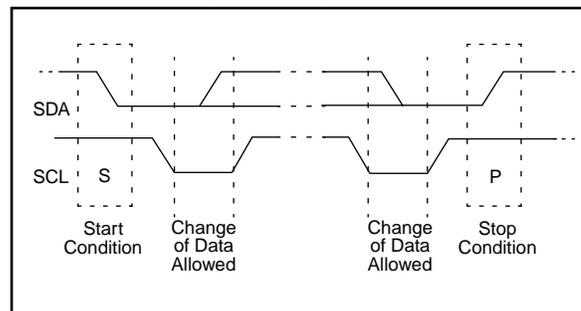 SDA
SCL
S
P
Start
Condition
Change
of Data
Allowed
Change
of Data
Allowed
Stop
Condition